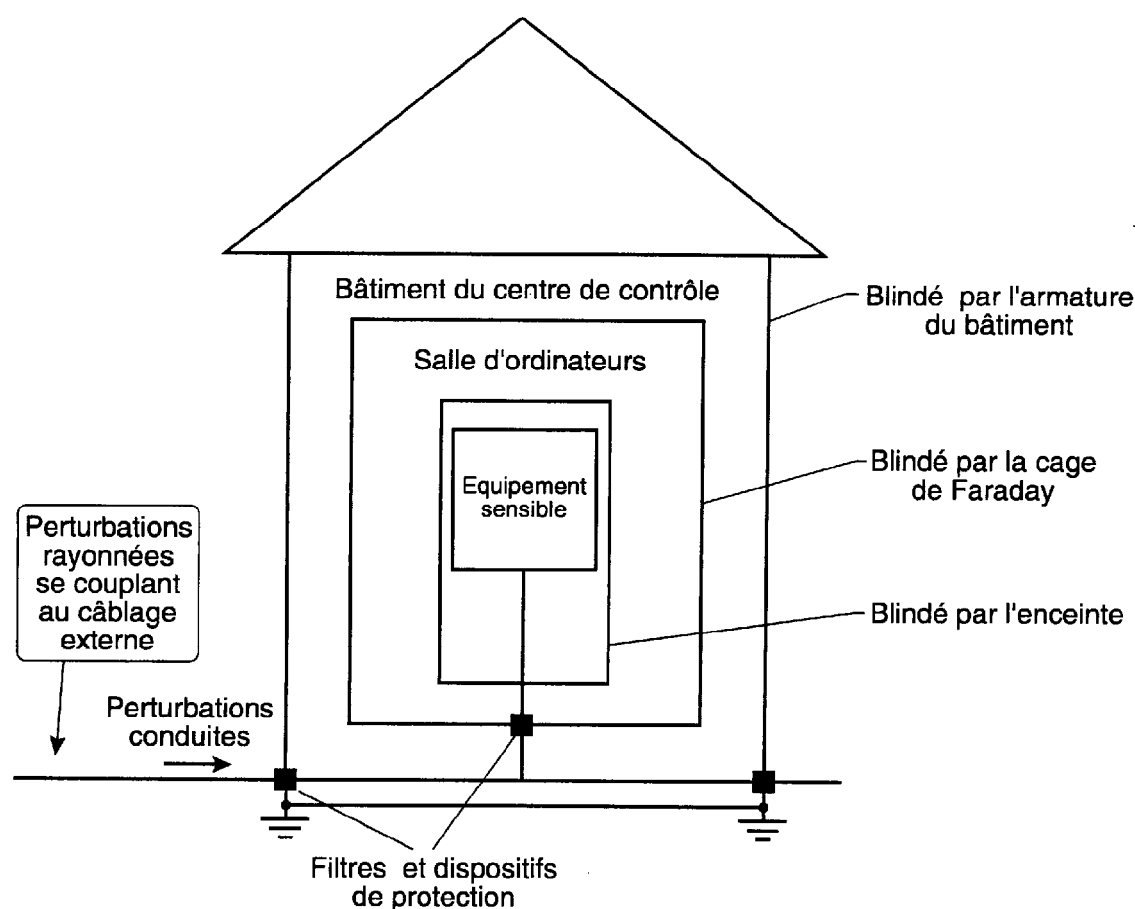 Bâtiment du centre de contrôle
Blindé par l'armature
du bâtiment
Salle d'ordinateurs
Blindé par la cage
de Faraday
Equipement
sensible
Perturbations
rayonnées
se couplant
au câblage
externe
Blindé par l'enceinte
Perturbations
conduites
Filtres et dispositifs
de protection